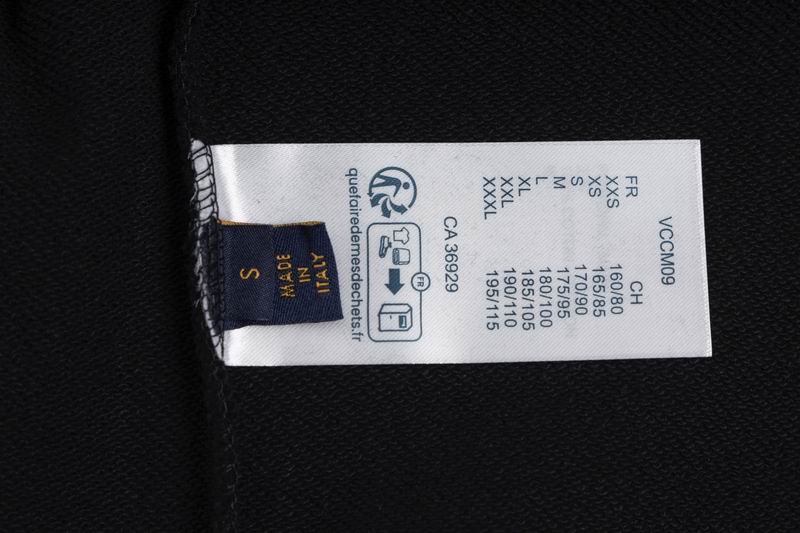 VCCM09
FR CH
XXS 160/80
XS 165/85
S 170/90
M 175/95
L 180/100
XL 185/105
XXL 190/110
XXXL 195/115
CA 36929
FR
quefairedemesdechets.fr
S
MADE
IN
ITALY